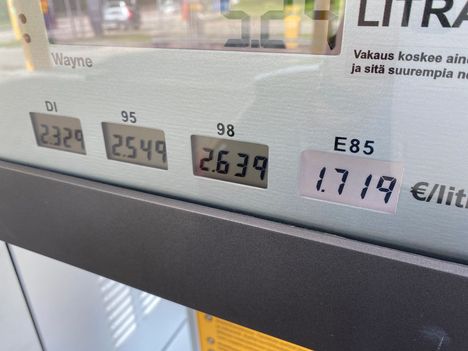 LITRA
Wayne
Vakaus koskee aine
ja sitä suurempia
DI 95 98 E85
2.329 2.549 2.639 1.719 €/lit